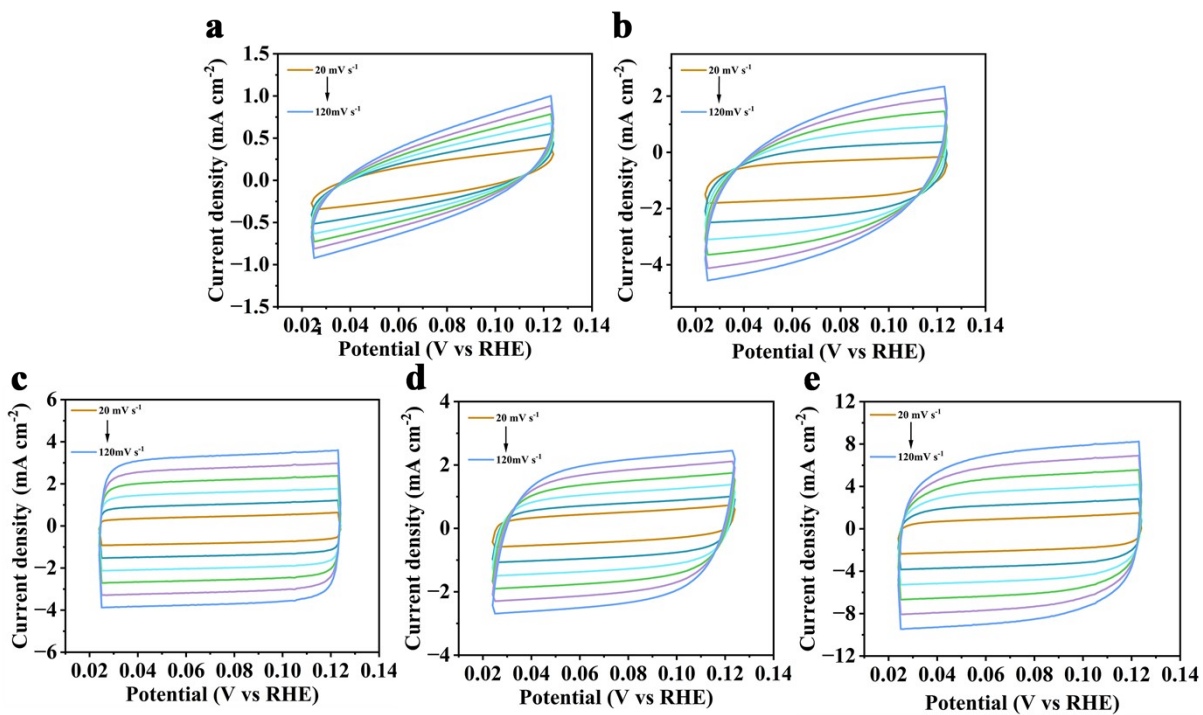 a
1.5
1.0
0.5
0.0
−0.5
−1.0
−1.5
Current density (mA cm⁻²)
20 mV s⁻¹
120mV s⁻¹
0.02 0.04 0.06 0.08 0.10 0.12 0.14
Potential (V vs RHE)
b
2
0
−2
−4
Current density (mA cm⁻²)
20 mV s⁻¹
120mV s⁻¹
0.02 0.04 0.06 0.08 0.10 0.12 0.14
Potential (V vs RHE)
c
6
4
2
0
−2
−4
−6
Current density (mA cm⁻²)
20 mV s⁻¹
120mV s⁻¹
0.02 0.04 0.06 0.08 0.10 0.12 0.14
Potential (V vs RHE)
d
4
2
0
−2
−4
Current density (mA cm⁻²)
20 mV s⁻¹
120mV s⁻¹
0.02 0.04 0.06 0.08 0.10 0.12 0.14
Potential (V vs RHE)
e
12
8
4
0
−4
−8
−12
Current density (mA cm⁻²)
20 mV s⁻¹
120mV s⁻¹
0.02 0.04 0.06 0.08 0.10 0.12 0.14
Potential (V vs RHE)